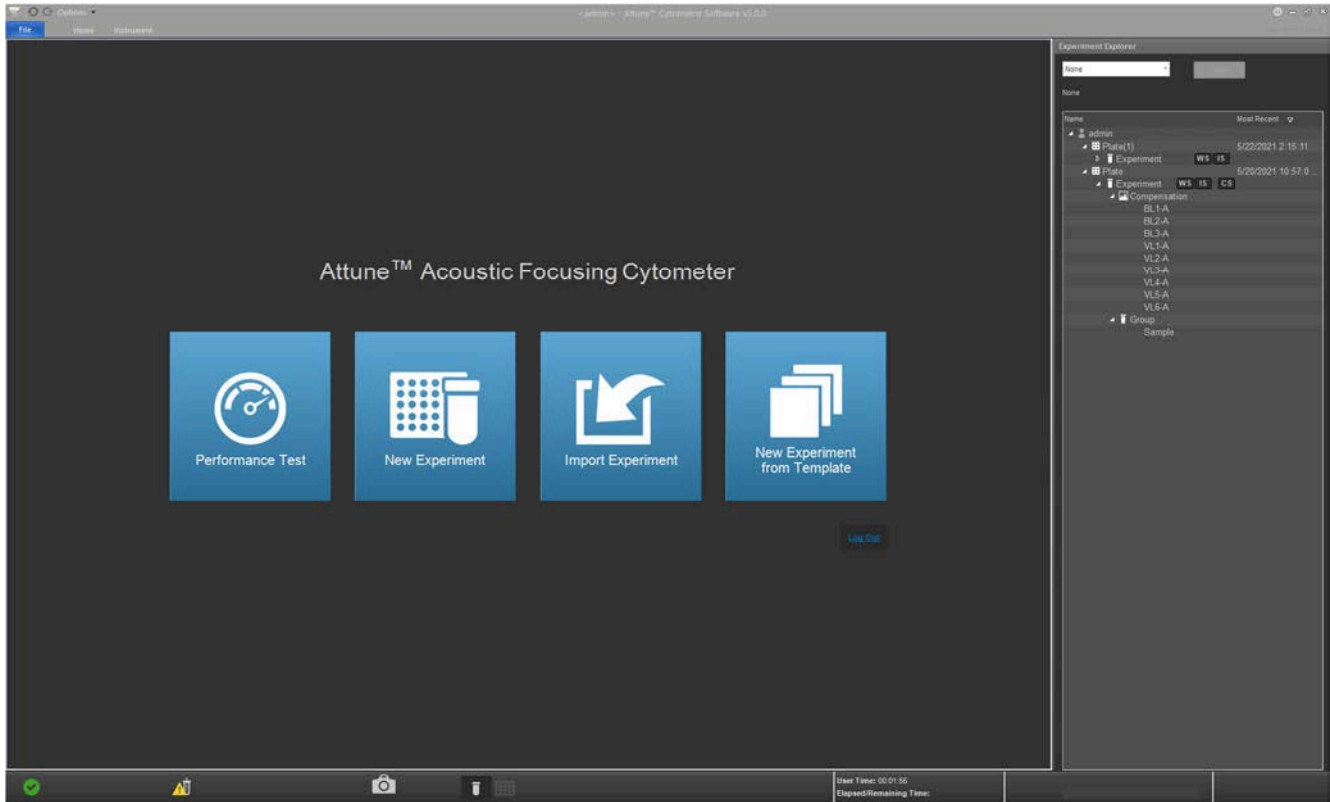 Options
<admin> - Attune™ Cytometric Software v5.0.0
File
Home
Instrument
Experiment Explorer
None
None
Name
Most Recent
admin
Plate(1)
5/22/2021 2:15:11
Experiment
WS IS
Plate
5/20/2021 10:57:0...
Experiment
WS IS CS
Compensation
BL1-A
BL2-A
BL3-A
VL1-A
VL2-A
VL3-A
VL4-A
VL5-A
VL6-A
Group
Sample
Attune™ Acoustic Focusing Cytometer
Performance Test
New Experiment
Import Experiment
New Experiment
from Template
Log Out
User Time: 00:01:55
Elapsed/Remaining Time: